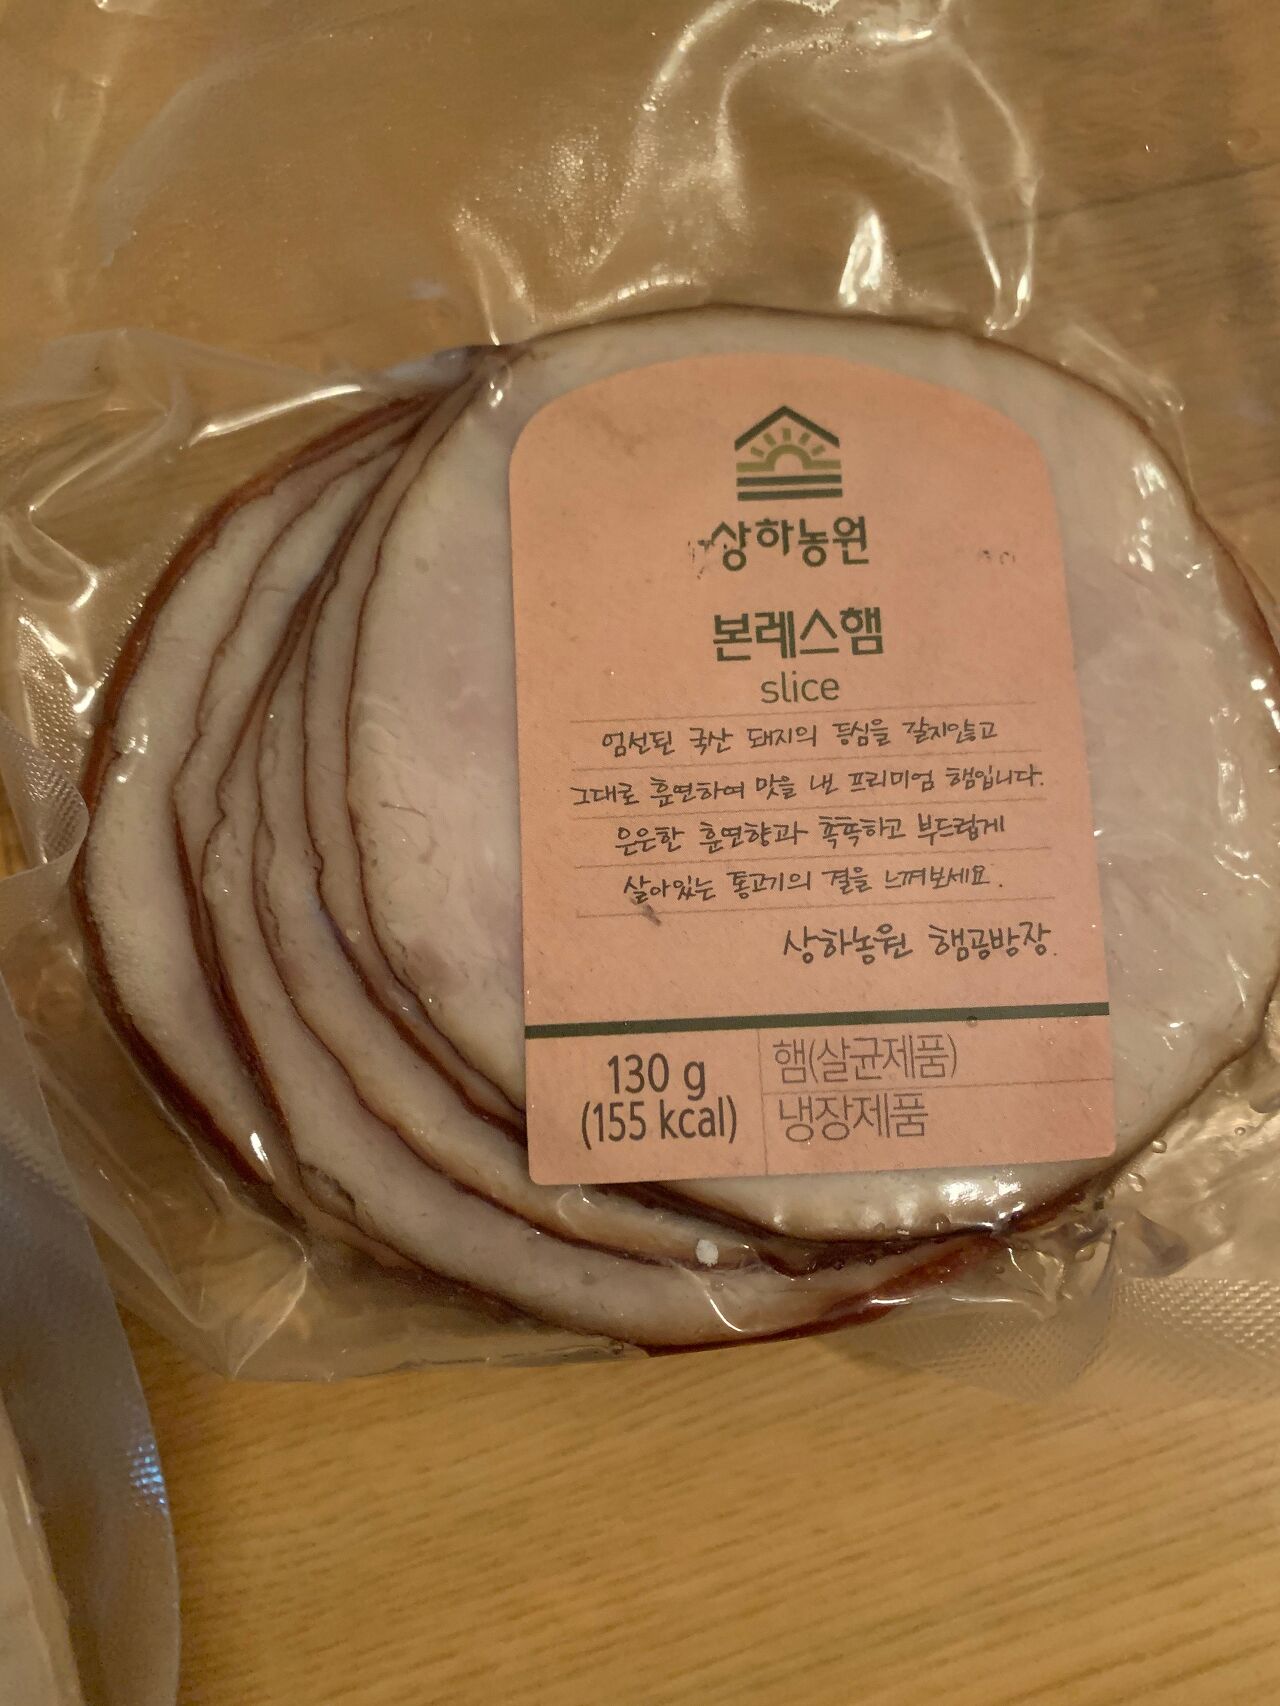 상하농원
본레스햄
slice
엄선된 국산 돼지의 등심을 갈지않고
그대로 훈연하여 맛을 낸 프리미엄 햄입니다.
은은한 훈연향과 촉촉하고 부드럽게
살아있는 통고기의 결을 느껴보세요.
상하농원 햄공방장.
130 g
(155 kcal)
햄(살균제품)
냉장제품